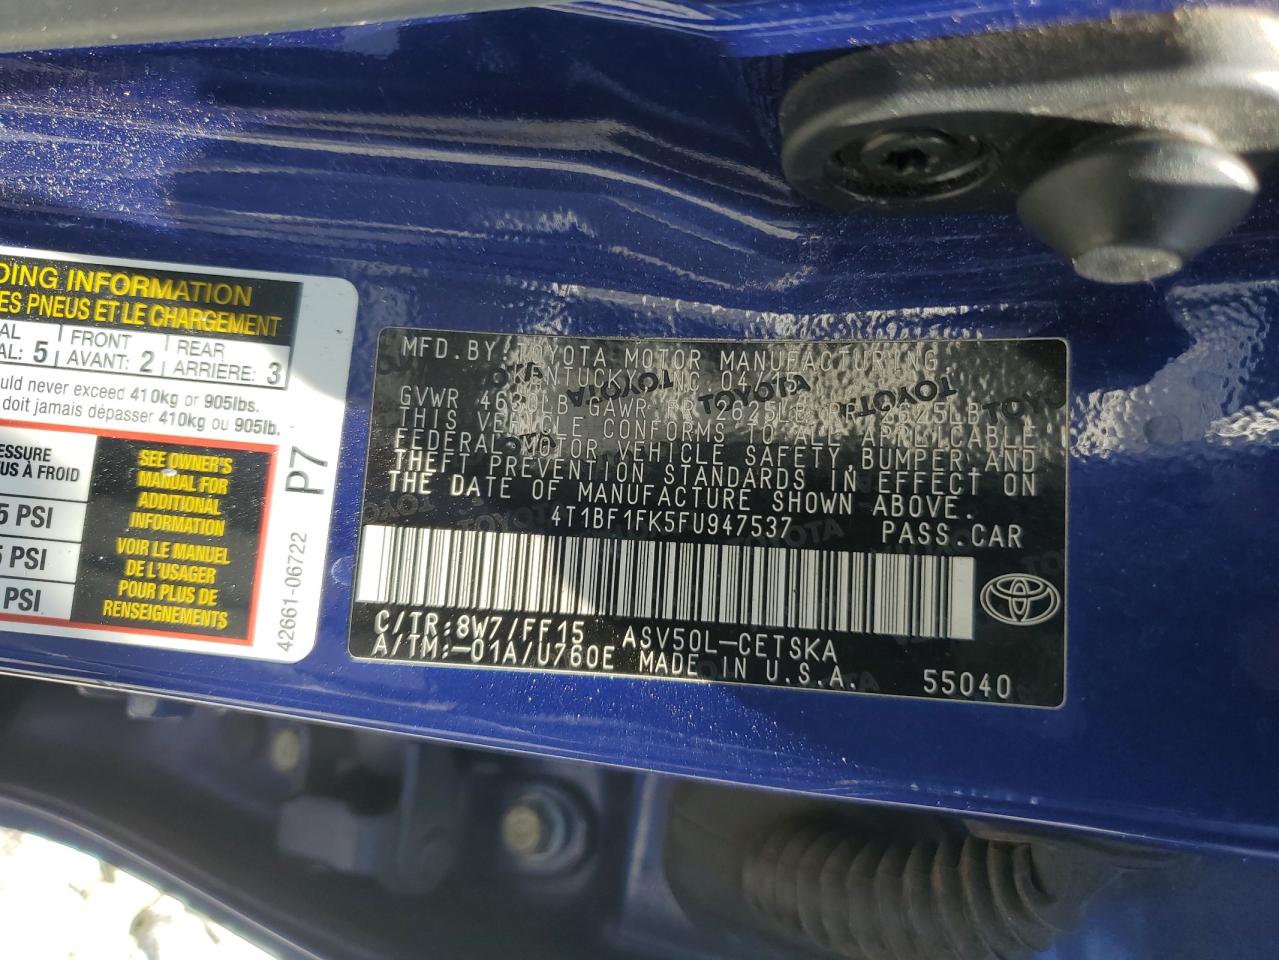 DING INFORMATION
ES PNEUS ET LE CHARGEMENT
AL | FRONT | REAR
AL: 5 | AVANT: 2 | ARRIÈRE: 3
uld never exceed 410kg or 905lbs.
doit jamais dépasser 410kg ou 905lb.
ESSURE
US À FROID
5 PSI
5 PSI
PSI
SEE OWNER'S
MANUAL FOR
ADDITIONAL
INFORMATION
VOIR LE MANUEL
DE L'USAGER
POUR PLUS DE
RENSEIGNEMENTS
42661-06722 P7
MFD.BY:TOYOTA MOTOR MANUFACTURING,
KENTUCKY, INC. 04/
GVWR LB GAWR FR 2625LB RR 2625LB
THIS VEHICLE CONFORMS TO ALL APPLICABLE
FEDERAL MOTOR VEHICLE SAFETY,BUMPER,AND
THEFT PREVENTION STANDARDS IN EFFECT ON
THE DATE OF MANUFACTURE SHOWN ABOVE.
4T1BF1FK5FU947537 PASS.CAR
C/TR:8W7/FF15 ASV50L-CETSKA
A/TM:-01A/U760E MADE IN U.S.A. 55040
TOYOTA